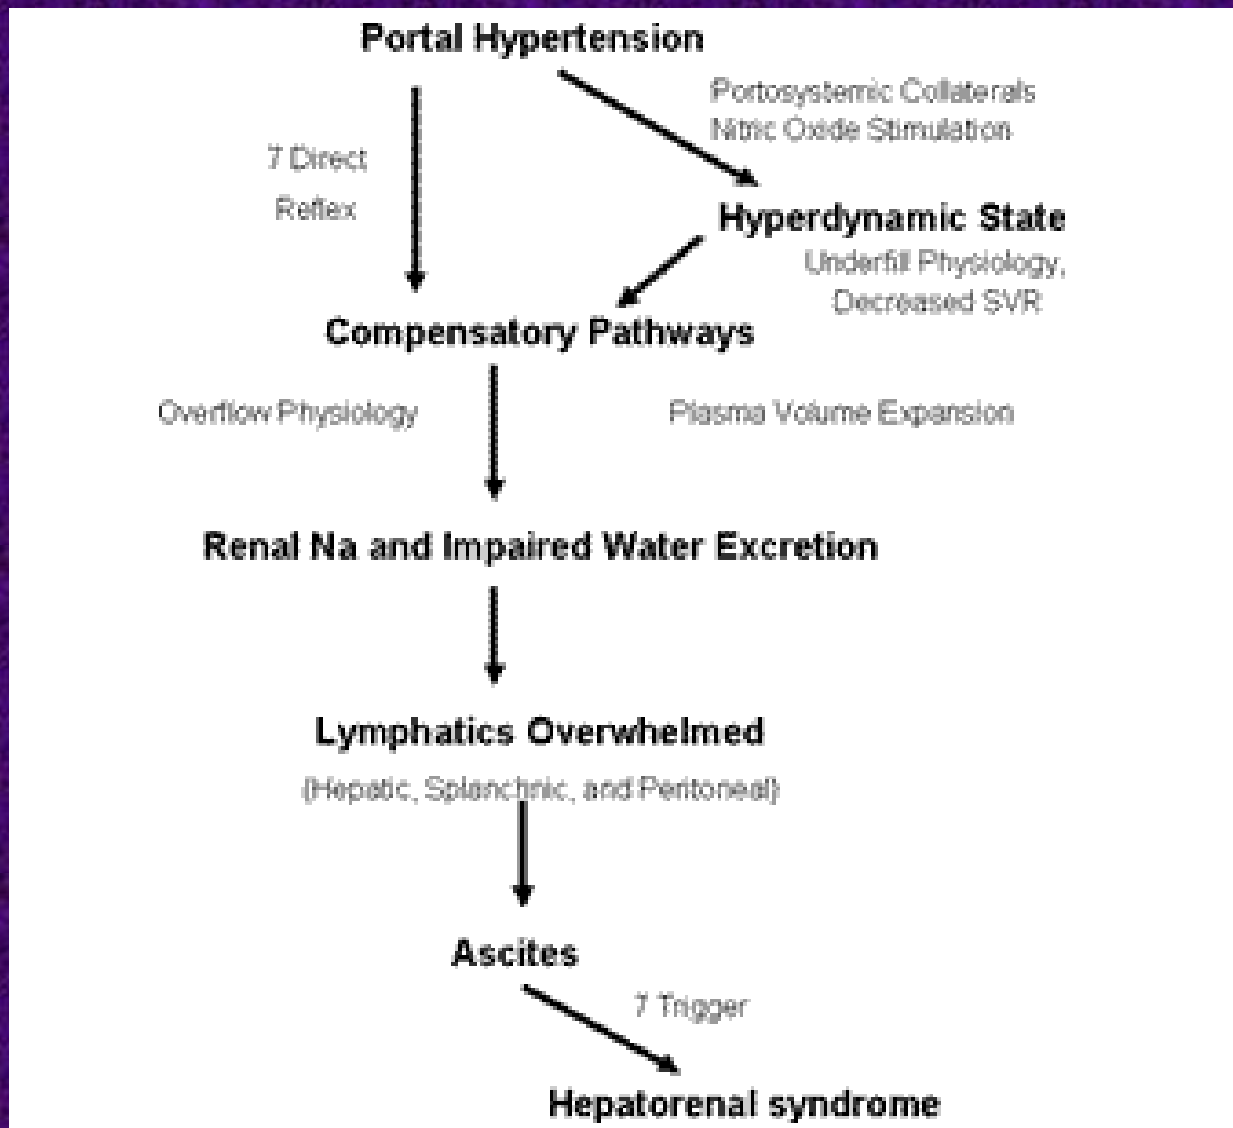 Portal Hypertension
Portosystemic Collaterals
Nitric Oxide Stimulation
7 Direct
Reflex
Hyperdynamic State
Underfill Physiology,
Decreased SVR
Compensatory Pathways
Overflow Physiology
Plasma Volume Expansion
Renal Na and Impaired Water Excretion
Lymphatics Overwhelmed
(Hepatic, Splanchnic, and Peritoneal)
Ascites
7 Trigger
Hepatorenal syndrome